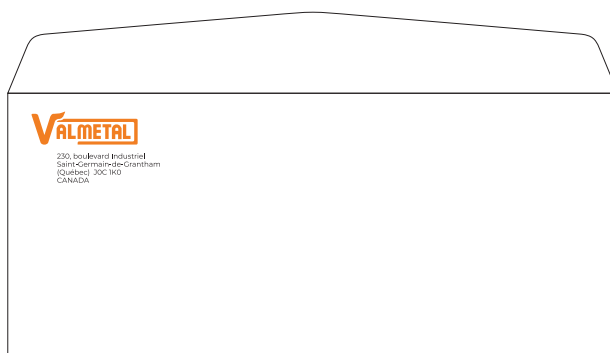 VALMETAL
230, boulevard Industriel
Saint-Germain-de-Grantham
(Québec) J0C 1K0
CANADA